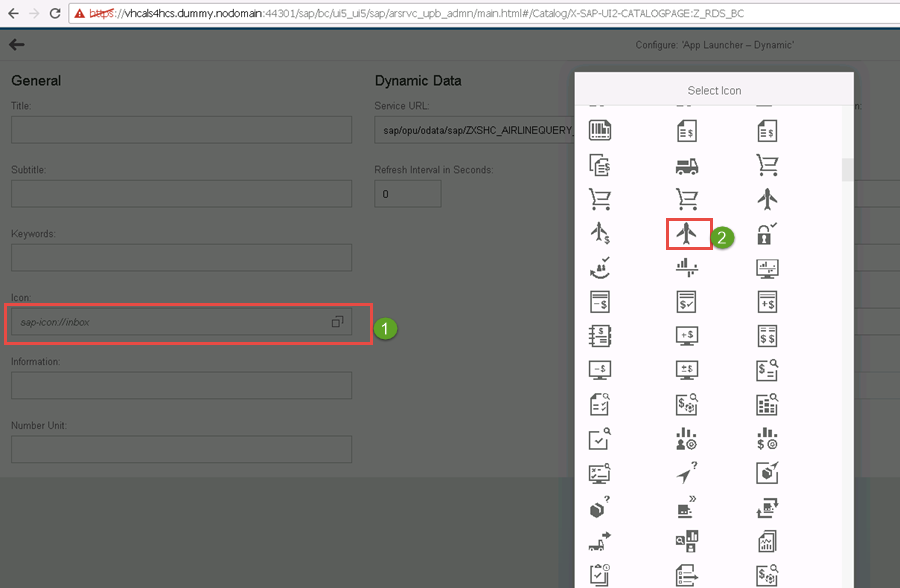 https://vhcals4hcs.dummy.nodomain:44301/sap/bc/ui5_ui5/sap/arsrvc_upb_admn/main.html#/Catalog/X-SAP-UI2-CATALOGPAGE:Z_RDS_BC
Configure: 'App Launcher – Dynamic'
General
Dynamic Data
Select Icon
Title:
Service URL:
n:
sap/opu/odata/sap/ZXSHC_AIRLINEQUERY_
Subtitle:
Refresh Interval in Seconds:
0
Keywords:
2
Icon:
sap-icon://inbox
1
Information:
Number Unit: